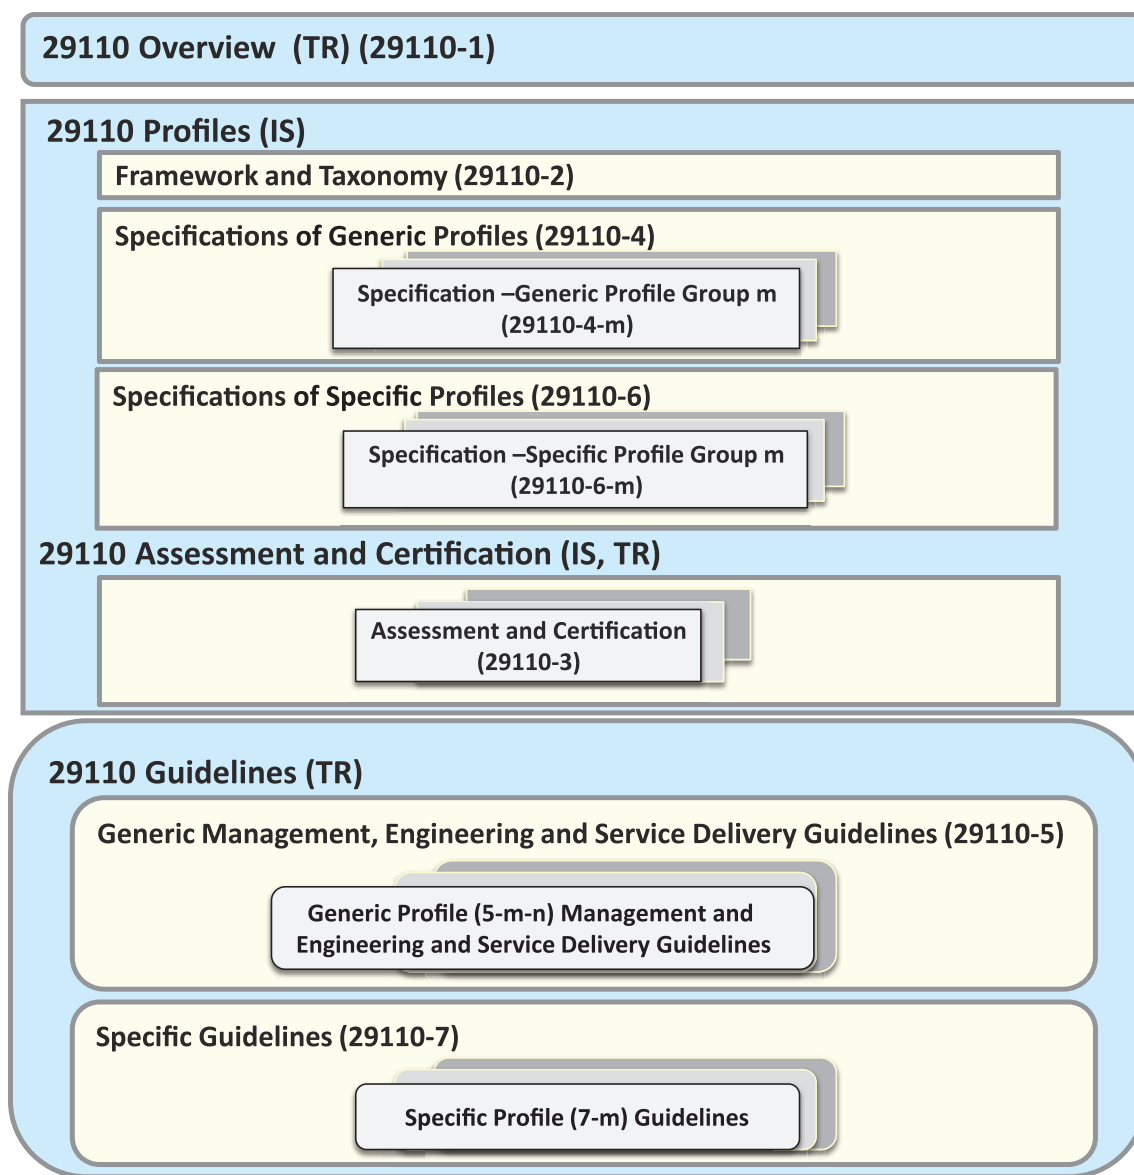 29110 Overview (TR) (29110-1)
29110 Profiles (IS)
Framework and Taxonomy (29110-2)
Specifications of Generic Profiles (29110-4)
Specification –Generic Profile Group m
(29110-4-m)
Specifications of Specific Profiles (29110-6)
Specification –Specific Profile Group m
(29110-6-m)
29110 Assessment and Certification (IS, TR)
Assessment and Certification
(29110-3)
29110 Guidelines (TR)
Generic Management, Engineering and Service Delivery Guidelines (29110-5)
Generic Profile (5-m-n) Management and
Engineering and Service Delivery Guidelines
Specific Guidelines (29110-7)
Specific Profile (7-m) Guidelines